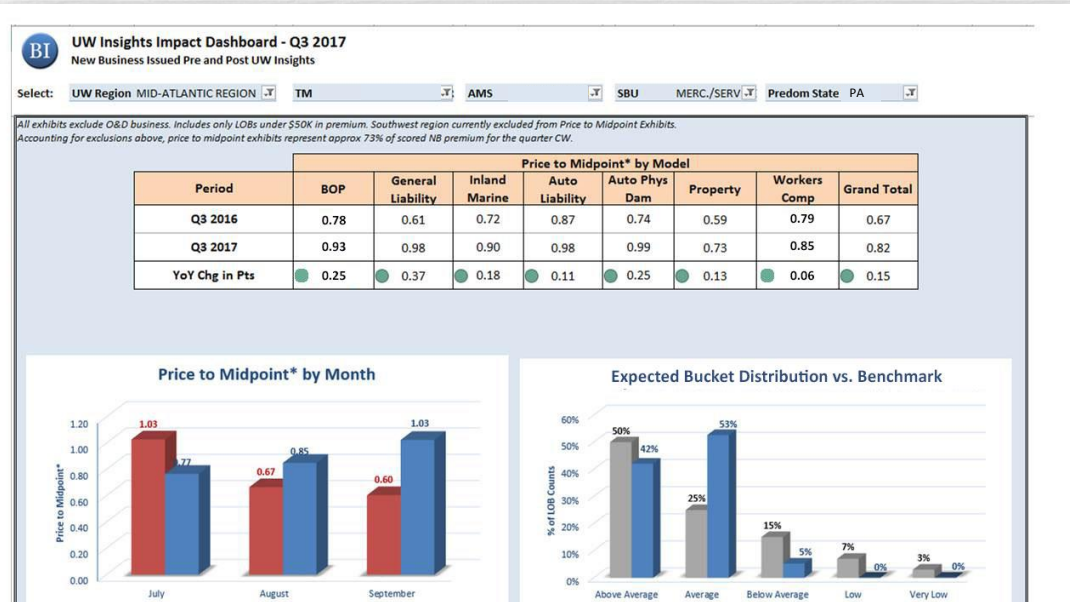 BI
UW Insights Impact Dashboard - Q3 2017
New Business Issued Pre and Post UW Insights
Select: UW Region MID-ATLANTIC REGION TM AMS SBU MERC./SERV Predom State PA
All exhibits exclude O&D business. Includes only LOBs under $50K in premium. Southwest region currently excluded from Price to Midpoint Exhibits.
Accounting for exclusions above, price to midpoint exhibits represent approx 73% of scored NB premium for the quarter CW.
Price to Midpoint* by Model
Period BOP General Liability Inland Marine Auto Liability Auto Phys Dam Property Workers Comp Grand Total
Q3 2016 0.78 0.61 0.72 0.87 0.74 0.59 0.79 0.67
Q3 2017 0.93 0.98 0.90 0.98 0.99 0.73 0.85 0.82
YoY Chg in Pts 0.25 0.37 0.18 0.11 0.25 0.13 0.06 0.15
Price to Midpoint* by Month
Price to Midpoint*
1.20
1.00
0.80
0.60
0.40
0.20
0.00
1.03 .77 0.67 0.85 0.60 1.03
July August September
Expected Bucket Distribution vs. Benchmark
% of LOB Counts
60%
50%
40%
30%
20%
10%
0%
50% 42% 25% 53% 15% 5% 7% 0% 3% 0%
Above Average Average Below Average Low Very Low